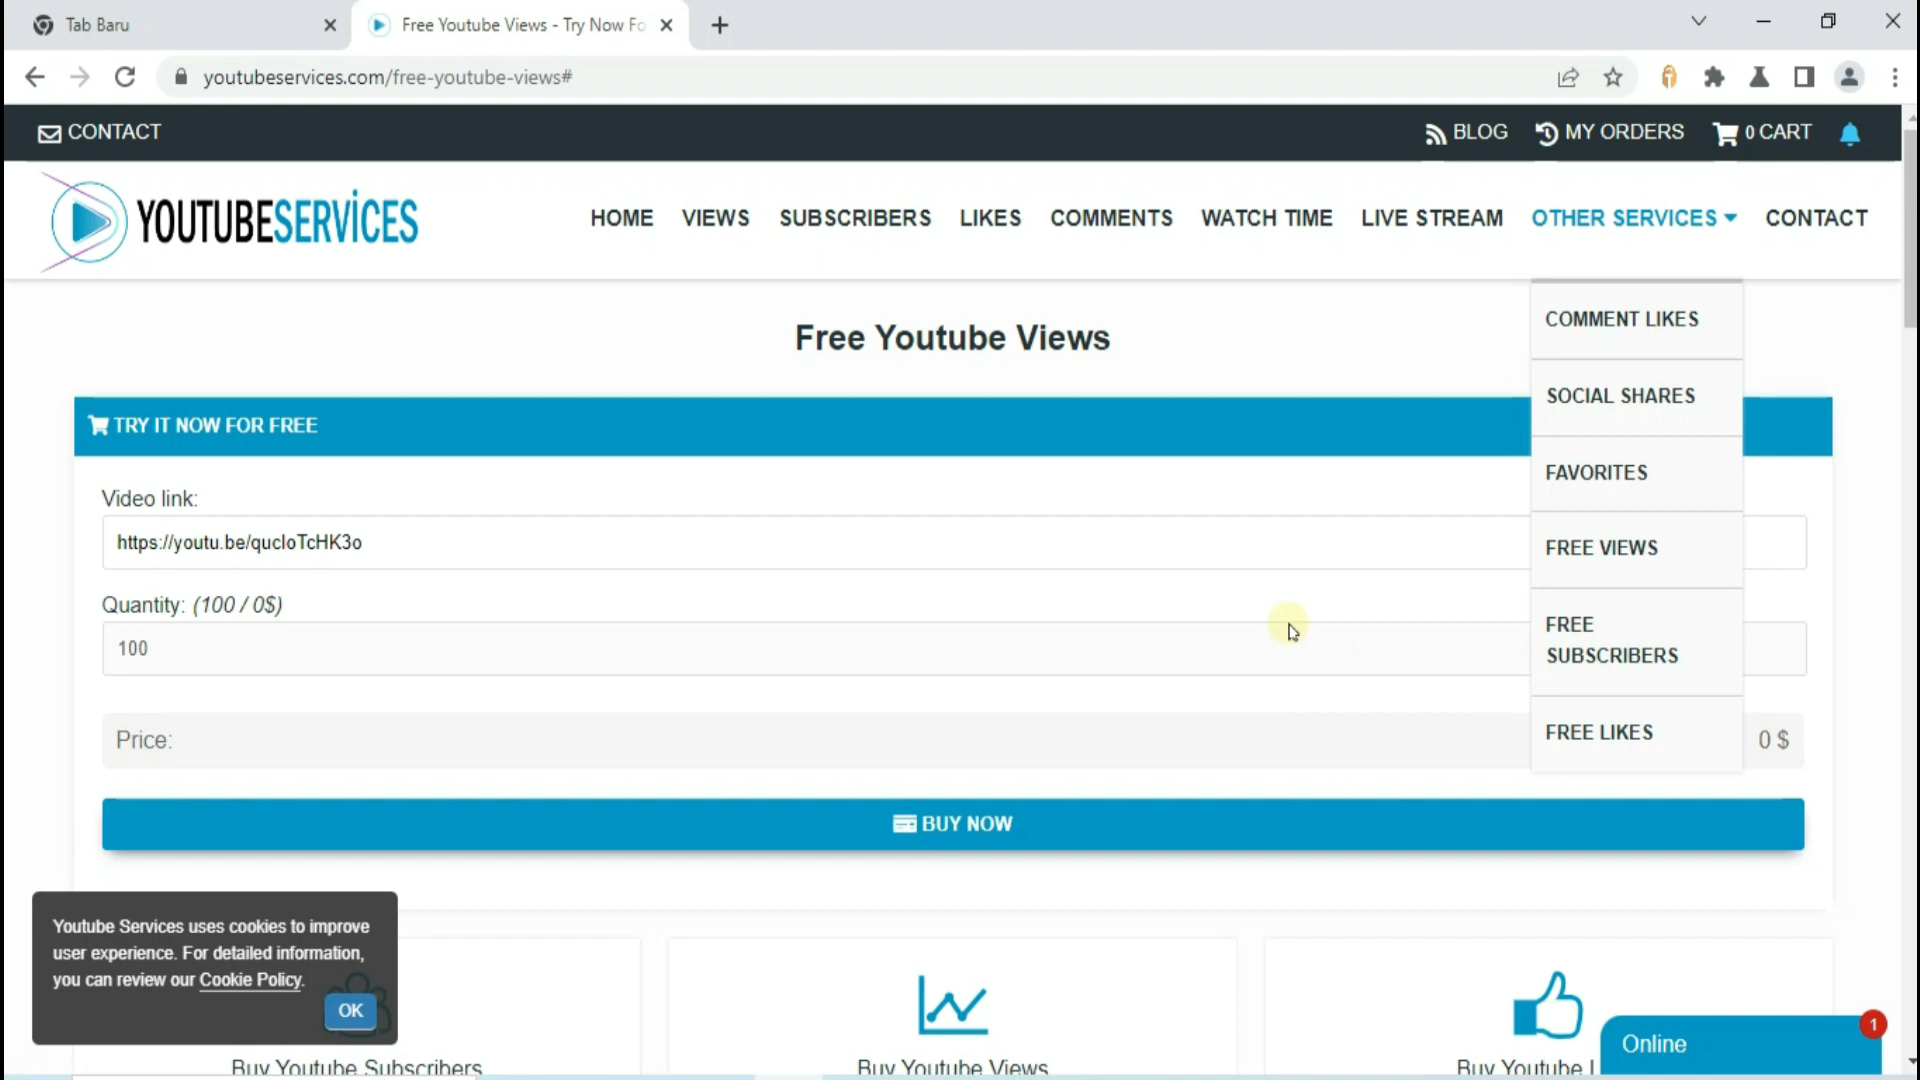 Tab Baru
Free Youtube Views - Try Now Fo
youtubeservices.com/free-youtube-views#
CONTACT
BLOG
MY ORDERS
0 CART
YOUTUBESERVİCES
HOME
VIEWS
SUBSCRIBERS
LIKES
COMMENTS
WATCH TIME
LIVE STREAM
OTHER SERVICES
CONTACT
COMMENT LIKES
SOCIAL SHARES
FAVORITES
FREE VIEWS
FREE
SUBSCRIBERS
FREE LIKES
Free Youtube Views
TRY IT NOW FOR FREE
Video link:
https://youtu.be/qucloTcHK3o
Quantity: (100 / 0$)
100
Price:
0 $
BUY NOW
Youtube Services uses cookies to improve
user experience. For detailed information,
you can review our Cookie Policy.
OK
Buy Youtube Subscribers
Buy Youtube Views
Buy Youtube
Online
1